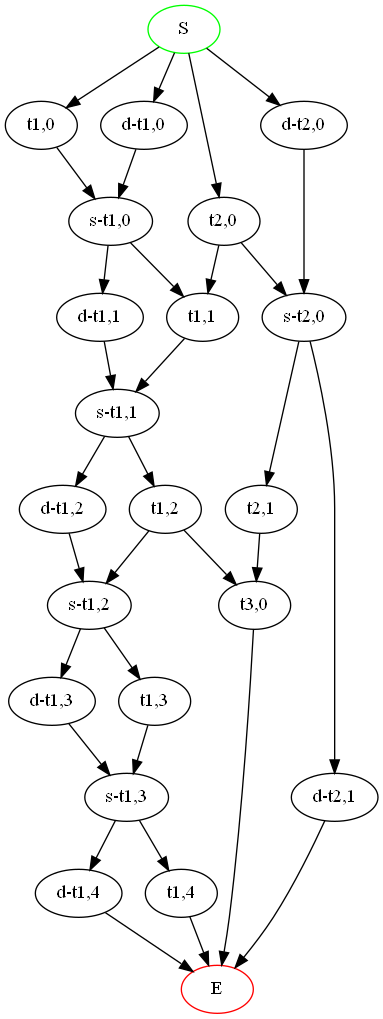 S
t1,0
d-t1,0
d-t2,0
s-t1,0
t2,0
d-t1,1
t1,1
s-t2,0
s-t1,1
d-t1,2
t1,2
t2,1
s-t1,2
t3,0
d-t1,3
t1,3
s-t1,3
d-t2,1
d-t1,4
t1,4
E